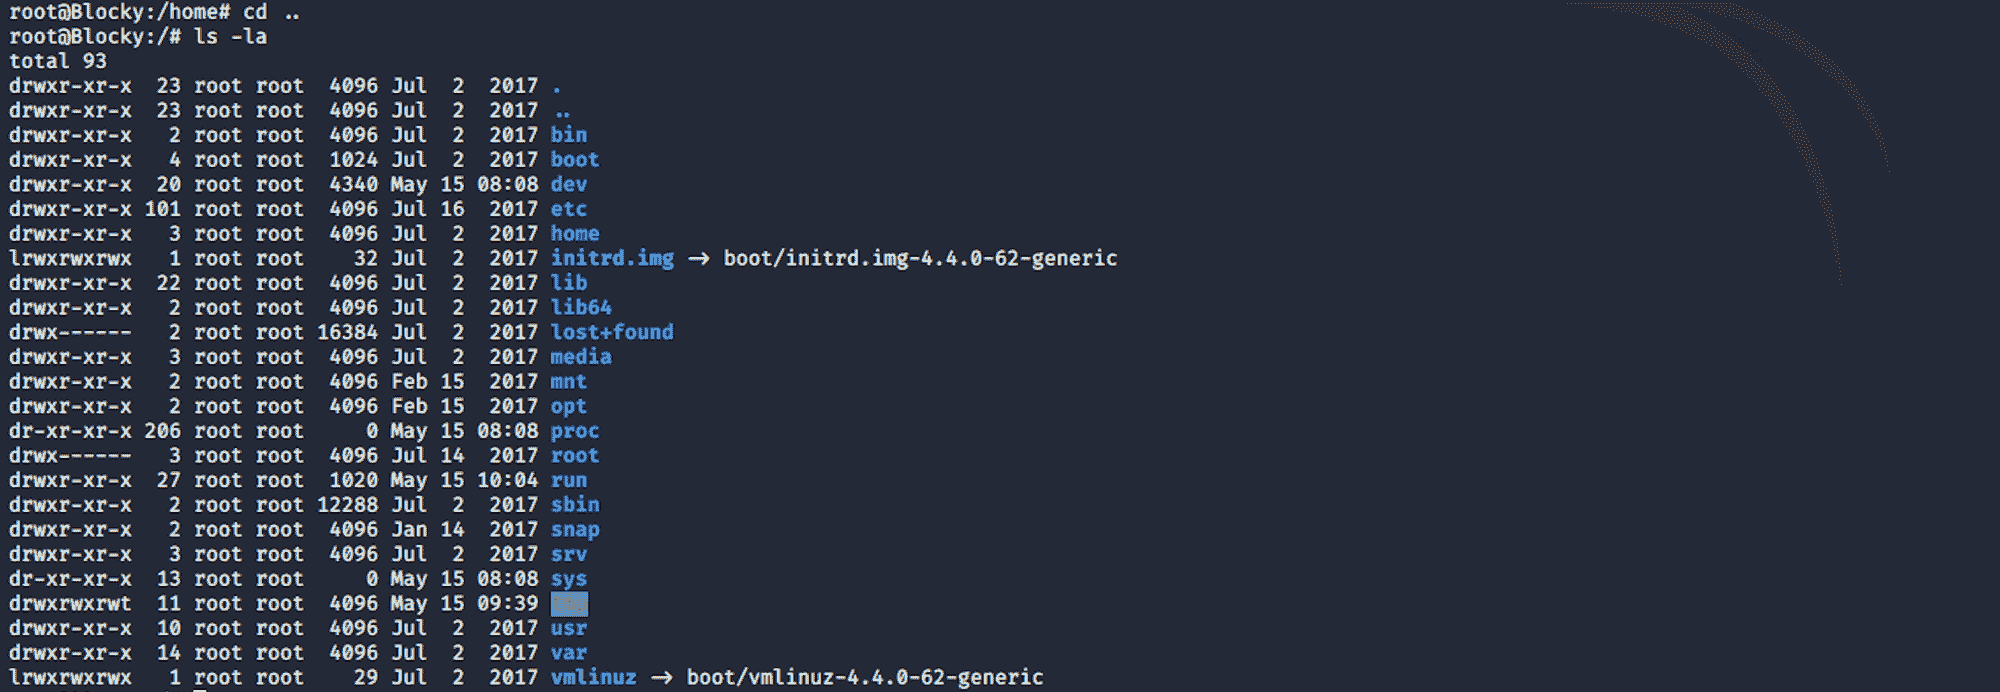 root@Blocky:/home# cd ..
root@Blocky:/# ls -la
total 93
drwxr-xr-x  23 root root  4096 Jul  2  2017 .
drwxr-xr-x  23 root root  4096 Jul  2  2017 ..
drwxr-xr-x   2 root root  4096 Jul  2  2017 bin
drwxr-xr-x   4 root root  1024 Jul  2  2017 boot
drwxr-xr-x  20 root root  4340 May 15 08:08 dev
drwxr-xr-x 101 root root  4096 Jul 16  2017 etc
drwxr-xr-x   3 root root  4096 Jul  2  2017 home
lrwxrwxrwx   1 root root    32 Jul  2  2017 initrd.img -> boot/initrd.img-4.4.0-62-generic
drwxr-xr-x  22 root root  4096 Jul  2  2017 lib
drwxr-xr-x   2 root root  4096 Jul  2  2017 lib64
drwx------   2 root root 16384 Jul  2  2017 lost+found
drwxr-xr-x   3 root root  4096 Jul  2  2017 media
drwxr-xr-x   2 root root  4096 Feb 15  2017 mnt
drwxr-xr-x   2 root root  4096 Feb 15  2017 opt
dr-xr-xr-x 206 root root     0 May 15 08:08 proc
drwx------   3 root root  4096 Jul 14  2017 root
drwxr-xr-x  27 root root  1020 May 15 10:04 run
drwxr-xr-x   2 root root 12288 Jul  2  2017 sbin
drwxr-xr-x   2 root root  4096 Jan 14  2017 snap
drwxr-xr-x   3 root root  4096 Jul  2  2017 srv
dr-xr-xr-x  13 root root     0 May 15 08:08 sys
drwxrwxrwt  11 root root  4096 May 15 09:39
drwxr-xr-x  10 root root  4096 Jul  2  2017 usr
drwxr-xr-x  14 root root  4096 Jul  2  2017 var
lrwxrwxrwx   1 root root    29 Jul  2  2017 vmlinuz -> boot/vmlinuz-4.4.0-62-generic